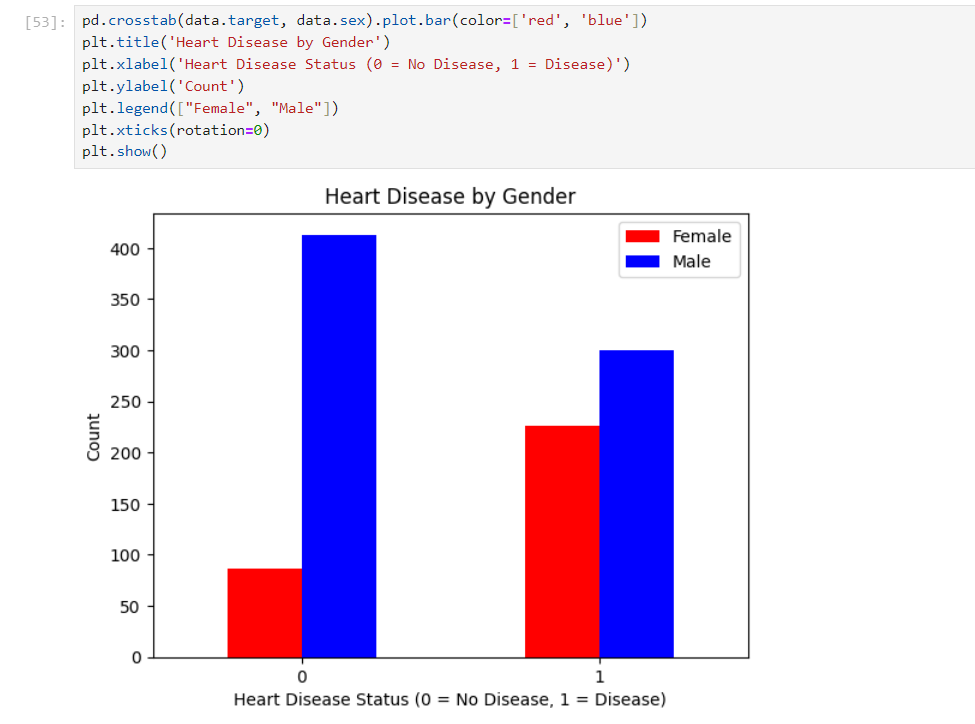 [53]:
pd.crosstab(data.target, data.sex).plot.bar(color=['red', 'blue'])
plt.title('Heart Disease by Gender')
plt.xlabel('Heart Disease Status (0 = No Disease, 1 = Disease)')
plt.ylabel('Count')
plt.legend(["Female", "Male"])
plt.xticks(rotation=0)
plt.show()
Heart Disease by Gender
Female
Male
400
350
300
250
200
150
100
50
0
Count
0
1
Heart Disease Status (0 = No Disease, 1 = Disease)